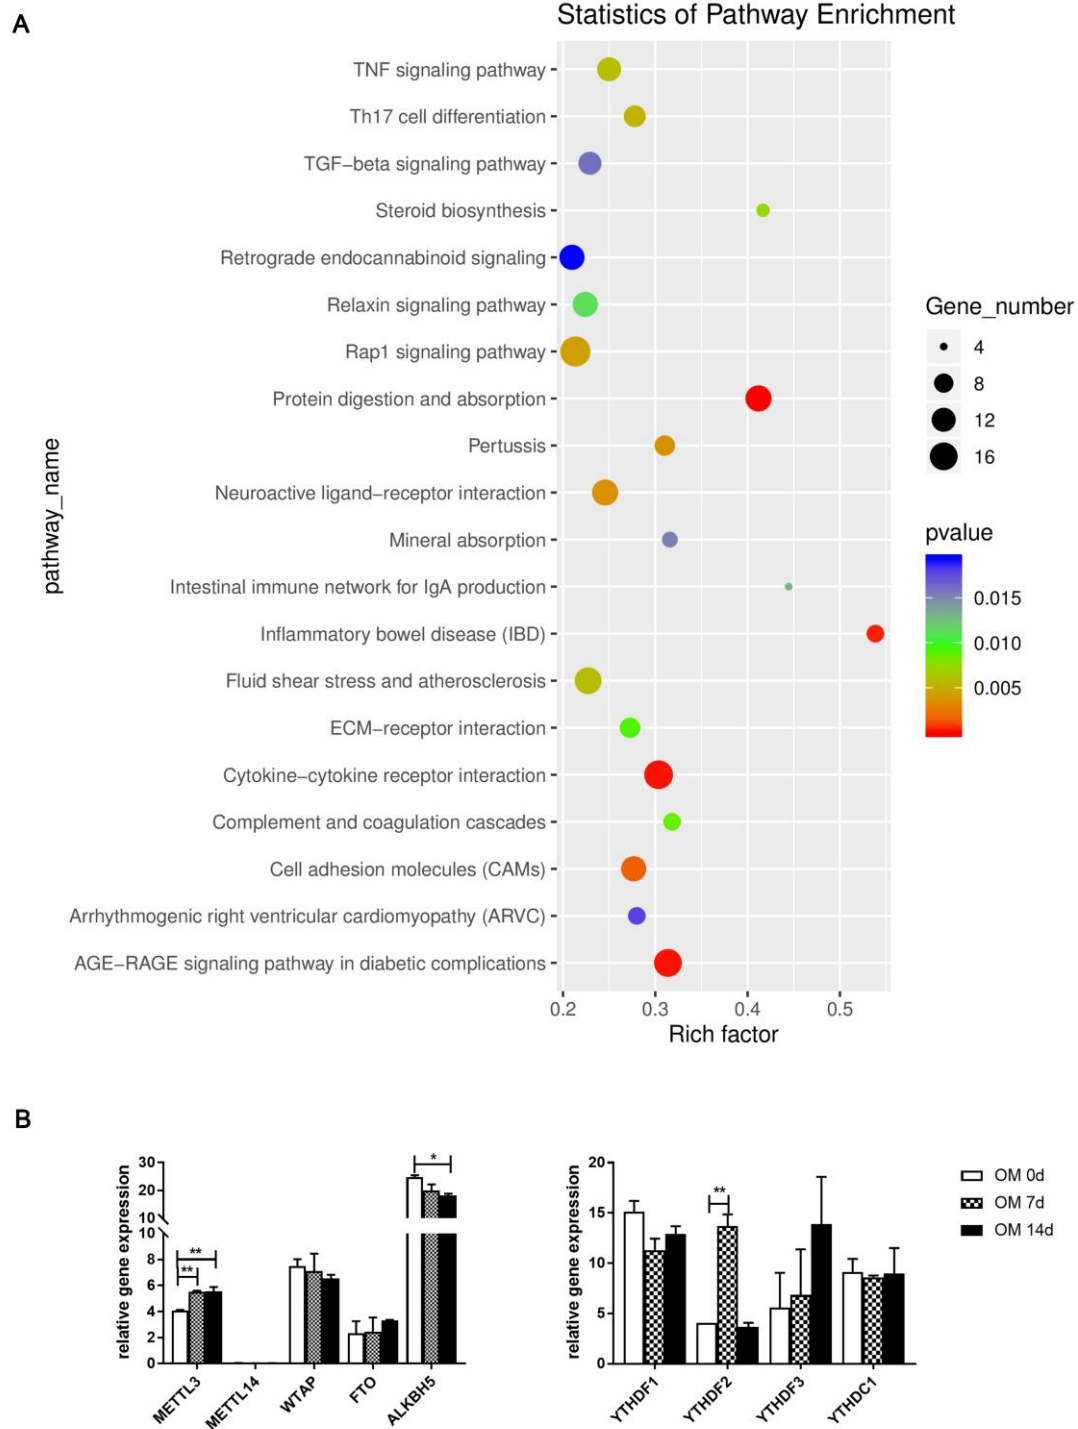 A
Statistics of Pathway Enrichment
TNF signaling pathway
Th17 cell differentiation
TGF−beta signaling pathway
Steroid biosynthesis
Retrograde endocannabinoid signaling
Relaxin signaling pathway
Rap1 signaling pathway
Protein digestion and absorption
Pertussis
Neuroactive ligand−receptor interaction
Mineral absorption
Intestinal immune network for IgA production
Inflammatory bowel disease (IBD)
Fluid shear stress and atherosclerosis
ECM−receptor interaction
Cytokine−cytokine receptor interaction
Complement and coagulation cascades
Cell adhesion molecules (CAMs)
Arrhythmogenic right ventricular cardiomyopathy (ARVC)
AGE−RAGE signaling pathway in diabetic complications
pathway_name
0.2 0.3 0.4 0.5
Rich factor
Gene_number
4
8
12
16
pvalue
0.015
0.010
0.005
B
relative gene expression
30
20
10
10
8
6
4
2
0
**
**
*
METTL3 METTL14 WTAP FTO ALKBH5
relative gene expression
20
15
10
5
0
**
YTHDF1 YTHDF2 YTHDF3 YTHDC1
OM 0d
OM 7d
OM 14d